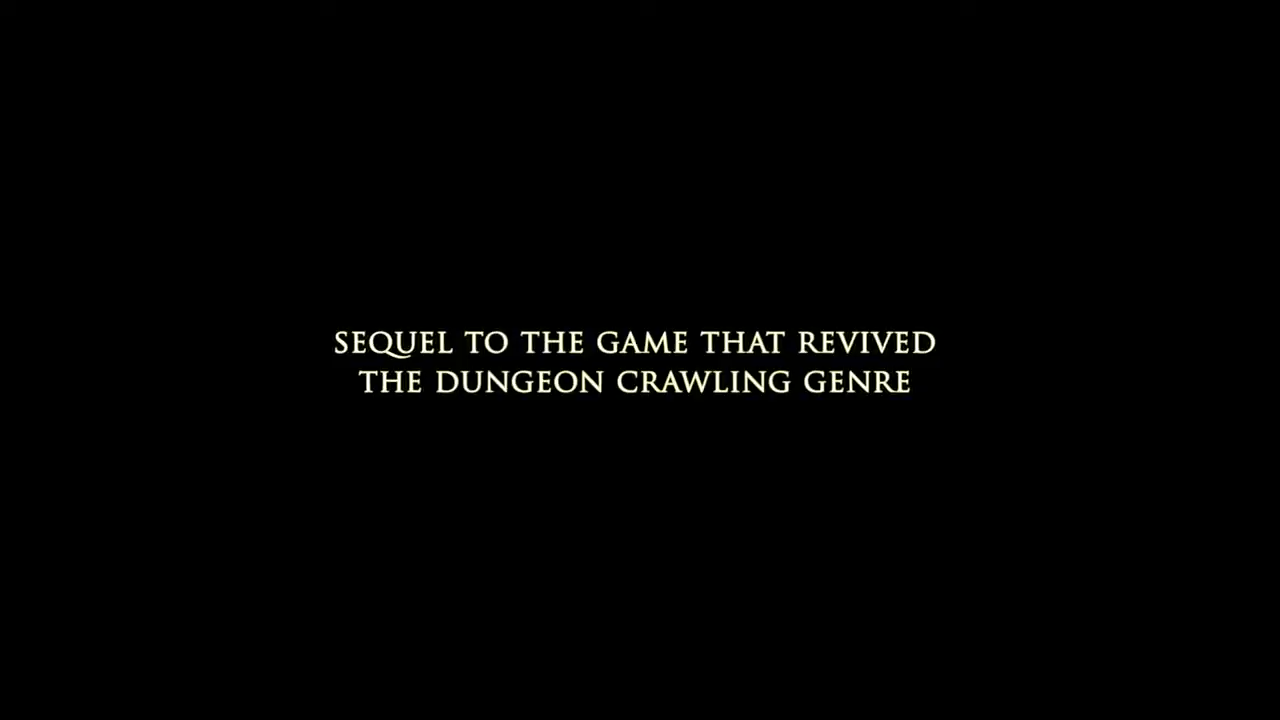 SEQUEL TO THE GAME THAT REVIVED
THE DUNGEON CRAWLING GENRE